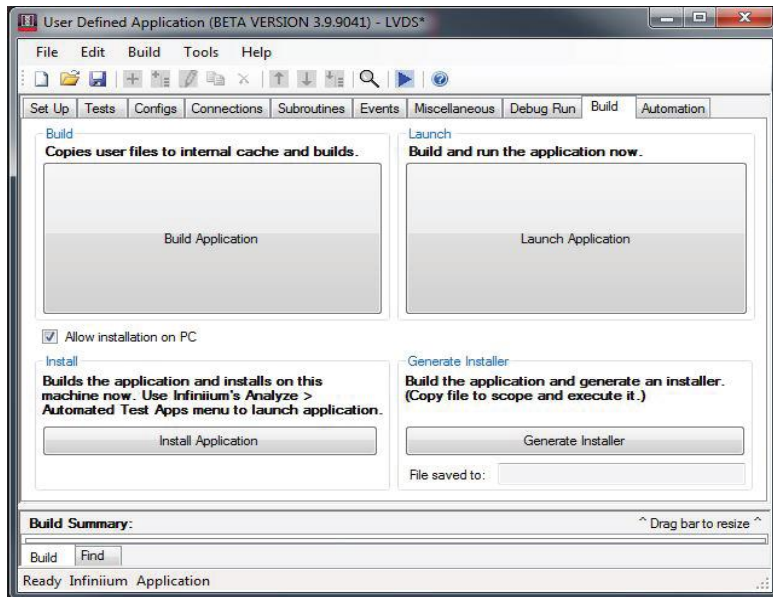 User Defined Application (BETA VERSION 3.9.9041) - LVDS*
File Edit Build Tools Help
Set Up Tests Configs Connections Subroutines Events Miscellaneous Debug Run Build Automation
Build
Copies user files to internal cache and builds.
Build Application
Launch
Build and run the application now.
Launch Application
Allow installation on PC
Install
Builds the application and installs on this
machine now. Use Infiniium's Analyze >
Automated Test Apps menu to launch application.
Install Application
Generate Installer
Build the application and generate an installer.
(Copy file to scope and execute it.)
Generate Installer
File saved to:
Build Summary:
^ Drag bar to resize ^
Build Find
Ready Infiniium Application